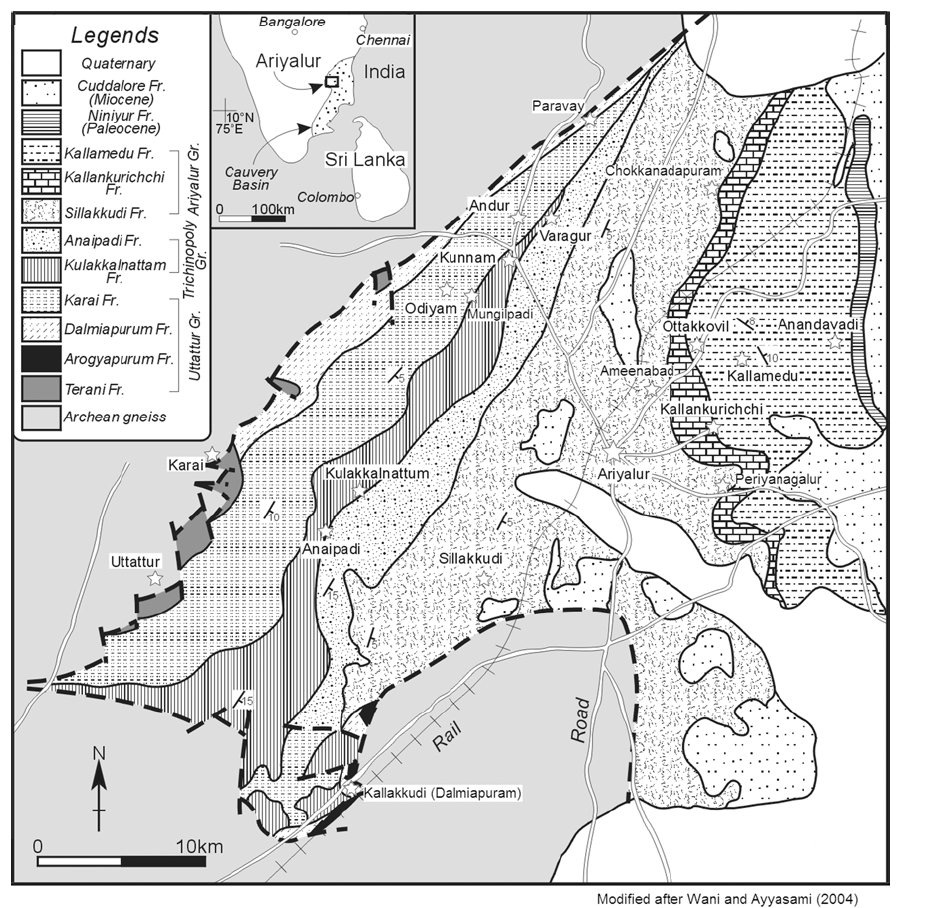 Legends
Quaternary
Cuddalore Fr.
(Miocene)
Niniyur Fr.
(Paleocene)
Kallamedu Fr.
Kallankurichchi
Fr.
Sillakkudi Fr.
Anaipadi Fr.
Kulakkalnattam
Fr.
Karai Fr.
Dalmiapurum Fr.
Arogyapurum Fr.
Terani Fr.
Archean gneiss
Ariyalur Gr.
Trichinopoly
Gr.
Uttattur Gr.
Bangalore
Chennai
Ariyalur
India
10°N
75°E
Cauvery
Basin
Sri Lanka
Colombo
0 100km
Paravay
Chokkanadapuram
Andur
Varagur
Kunnam
Odiyam
Mungilpadi
Ottakkovil
8
Anandavadi
10
Kallamedu
Ameenabad
5
Kallankurichchi
Karai
Kulakkalnattum
Ariyalur
Periyanagalur
10
5
Anaipadi
Sillakkudi
Uttattur
15
Rail
Road
N
Kallakkudi (Dalmiapuram)
0 10km
Modified after Wani and Ayyasami (2004)